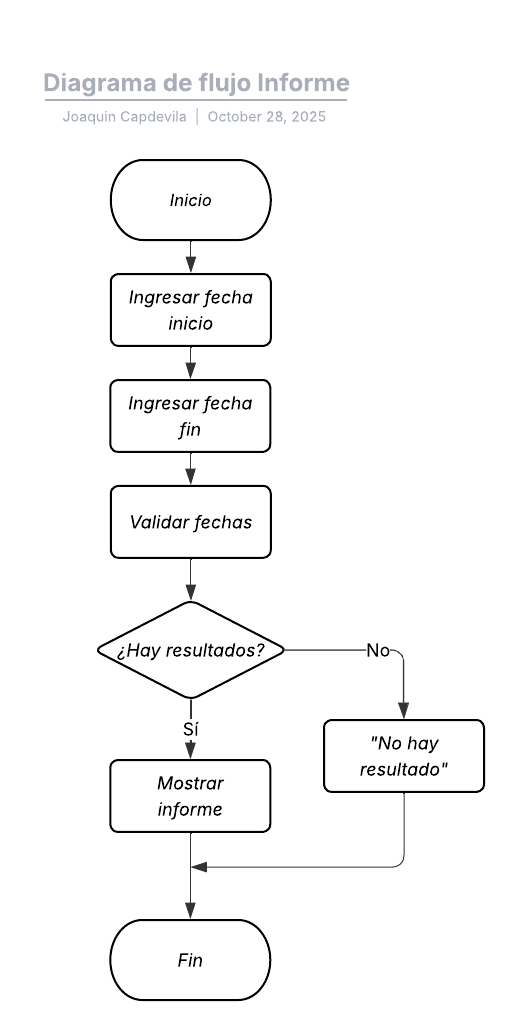 Diagrama de flujo Informe
Joaquin Capdevila | October 28, 2025
Inicio
Ingresar fecha
inicio
Ingresar fecha
fin
Validar fechas
¿Hay resultados?
No
Sí
"No hay
resultado"
Mostrar
informe
Fin